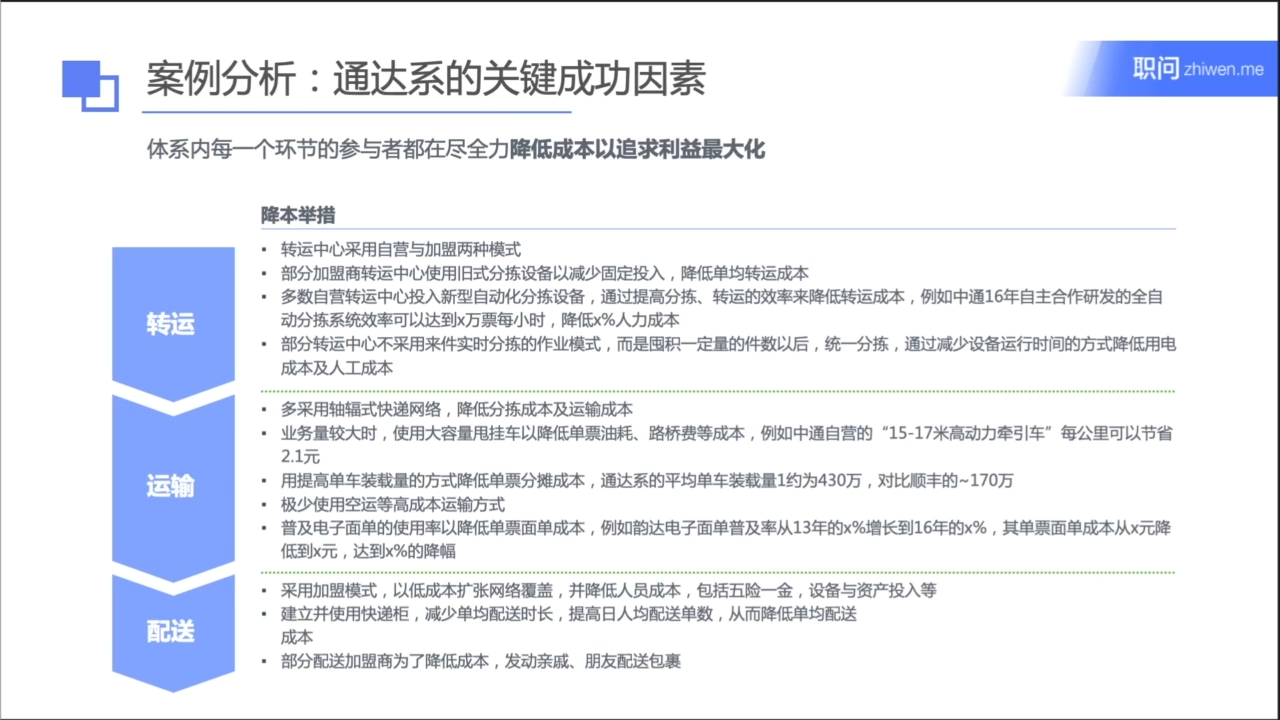 案例分析：通达系的关键成功因素
职问 zhiwen.me
体系内每一个环节的参与者都在尽全力降低成本以追求利益最大化
降本举措
转运
▪ 转运中心采用自营与加盟两种模式
▪ 部分加盟商转运中心使用旧式分拣设备以减少固定投入，降低单均转运成本
▪ 多数自营转运中心投入新型自动化分拣设备，通过提高分拣、转运的效率来降低转运成本，例如中通16年自主合作研发的全自
动分拣系统效率可以达到x万票每小时，降低x%人力成本
▪ 部分转运中心不采用来件实时分拣的作业模式，而是囤积一定量的件数以后，统一分拣，通过减少设备运行时间的方式降低用电
成本及人工成本
运输
▪ 多采用轴辐式快递网络，降低分拣成本及运输成本
▪ 业务量较大时，使用大容量甩挂车以降低单票油耗、路桥费等成本，例如中通自营的“15-17米高动力牵引车”每公里可以节省
2.1元
▪ 用提高单车装载量的方式降低单票分摊成本，通达系的平均单车装载量1约为430万，对比顺丰的~170万
▪ 极少使用空运等高成本运输方式
▪ 普及电子面单的使用率以降低单票面单成本，例如韵达电子面单普及率从13年的x%增长到16年的x%，其单票面单成本从x元降
低到x元，达到x%的降幅
配送
▪ 采用加盟模式，以低成本扩张网络覆盖，并降低人员成本，包括五险一金，设备与资产投入等
▪ 建立并使用快递柜，减少单均配送时长，提高日人均配送单数，从而降低单均配送
成本
▪ 部分配送加盟商为了降低成本，发动亲戚、朋友配送包裹